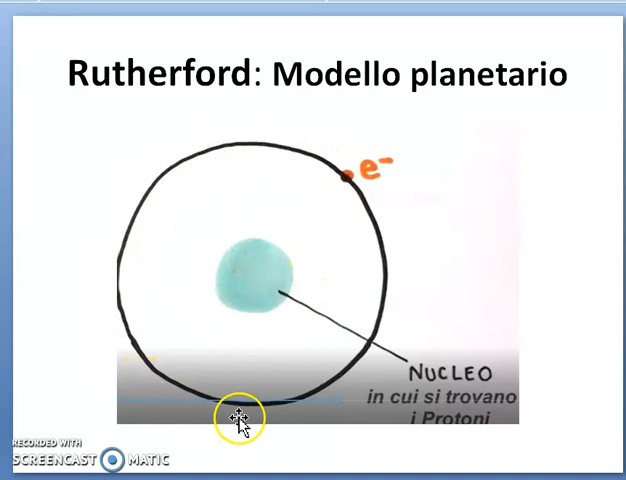 Rutherford: Modello planetario
e⁻
NUCLEO
in cui si trovano
i Protoni
RECORDED WITH
SCREENCAST MATIC